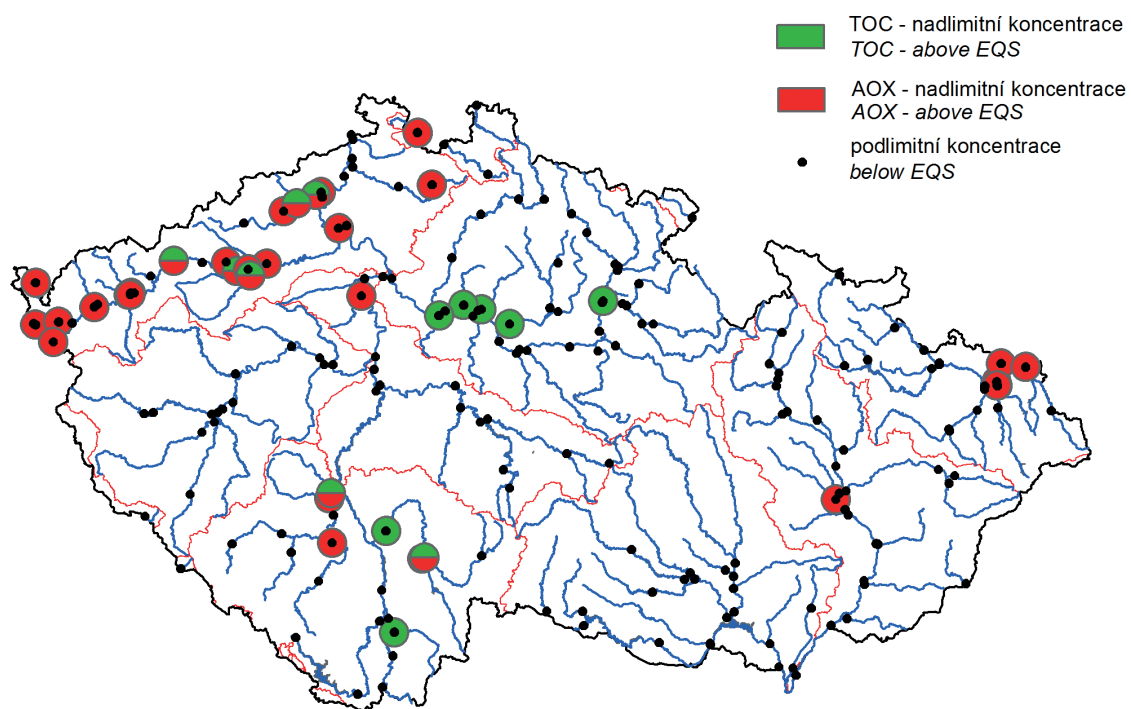 TOC - nadlimitní koncentrace
TOC - above EQS
AOX - nadlimitní koncentrace
AOX - above EQS
podlimitní koncentrace
below EQS